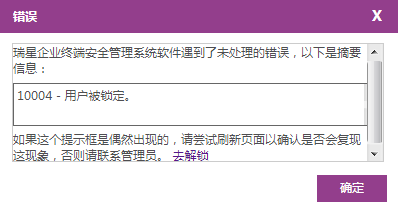 错误
X
瑞星企业终端安全管理系统软件遇到了未处理的错误，以下是摘要
信息：
10004 - 用户被锁定。
如果这个提示框是偶然出现的，请尝试刷新页面以确认是否会复现
这现象，否则请联系管理员。 去解锁
确定